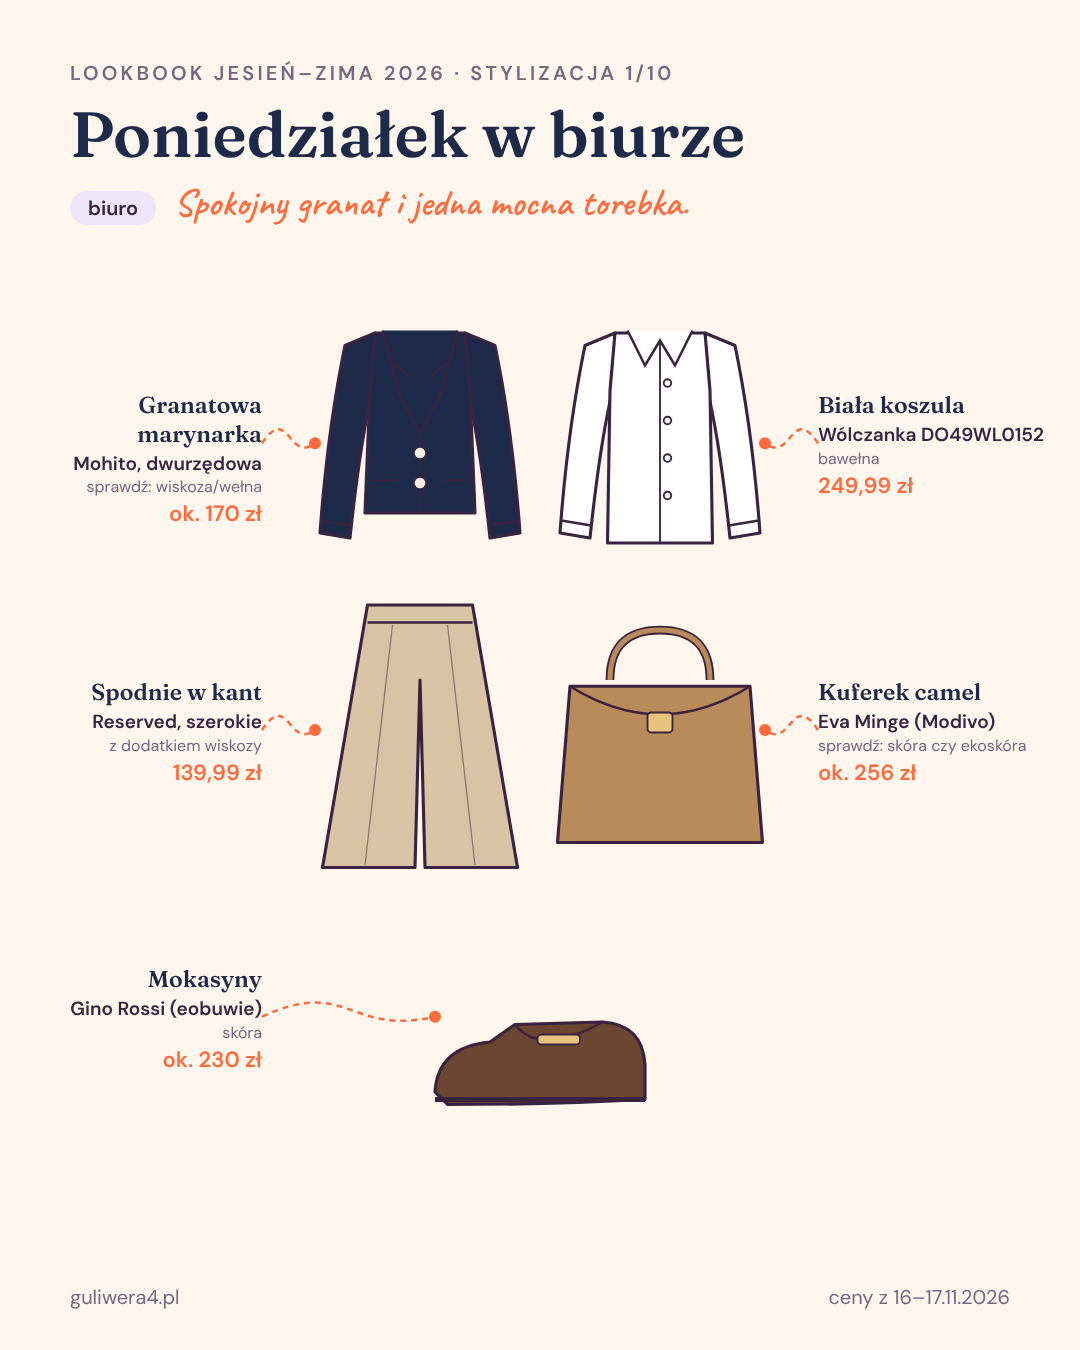 LOOKBOOK JESIEŃ–ZIMA 2026 · STYLIZACJA 1/10
Poniedziałek w biurze
biuro
Spokojny granat i jedna mocna torebka.
Granatowa
marynarka
Mohito, dwurzędowa
sprawdź: wiskoza/wełna
ok. 170 zł
Biała koszula
Wólczanka DO49WL0152
bawełna
249,99 zł
Spodnie w kant
Reserved, szerokie
z dodatkiem wiskozy
139,99 zł
Kuferek camel
Eva Minge (Modivo)
sprawdź: skóra czy ekoskóra
ok. 256 zł
Mokasyny
Gino Rossi (eobuwie)
skóra
ok. 230 zł
guliwera4.pl
ceny z 16–17.11.2026